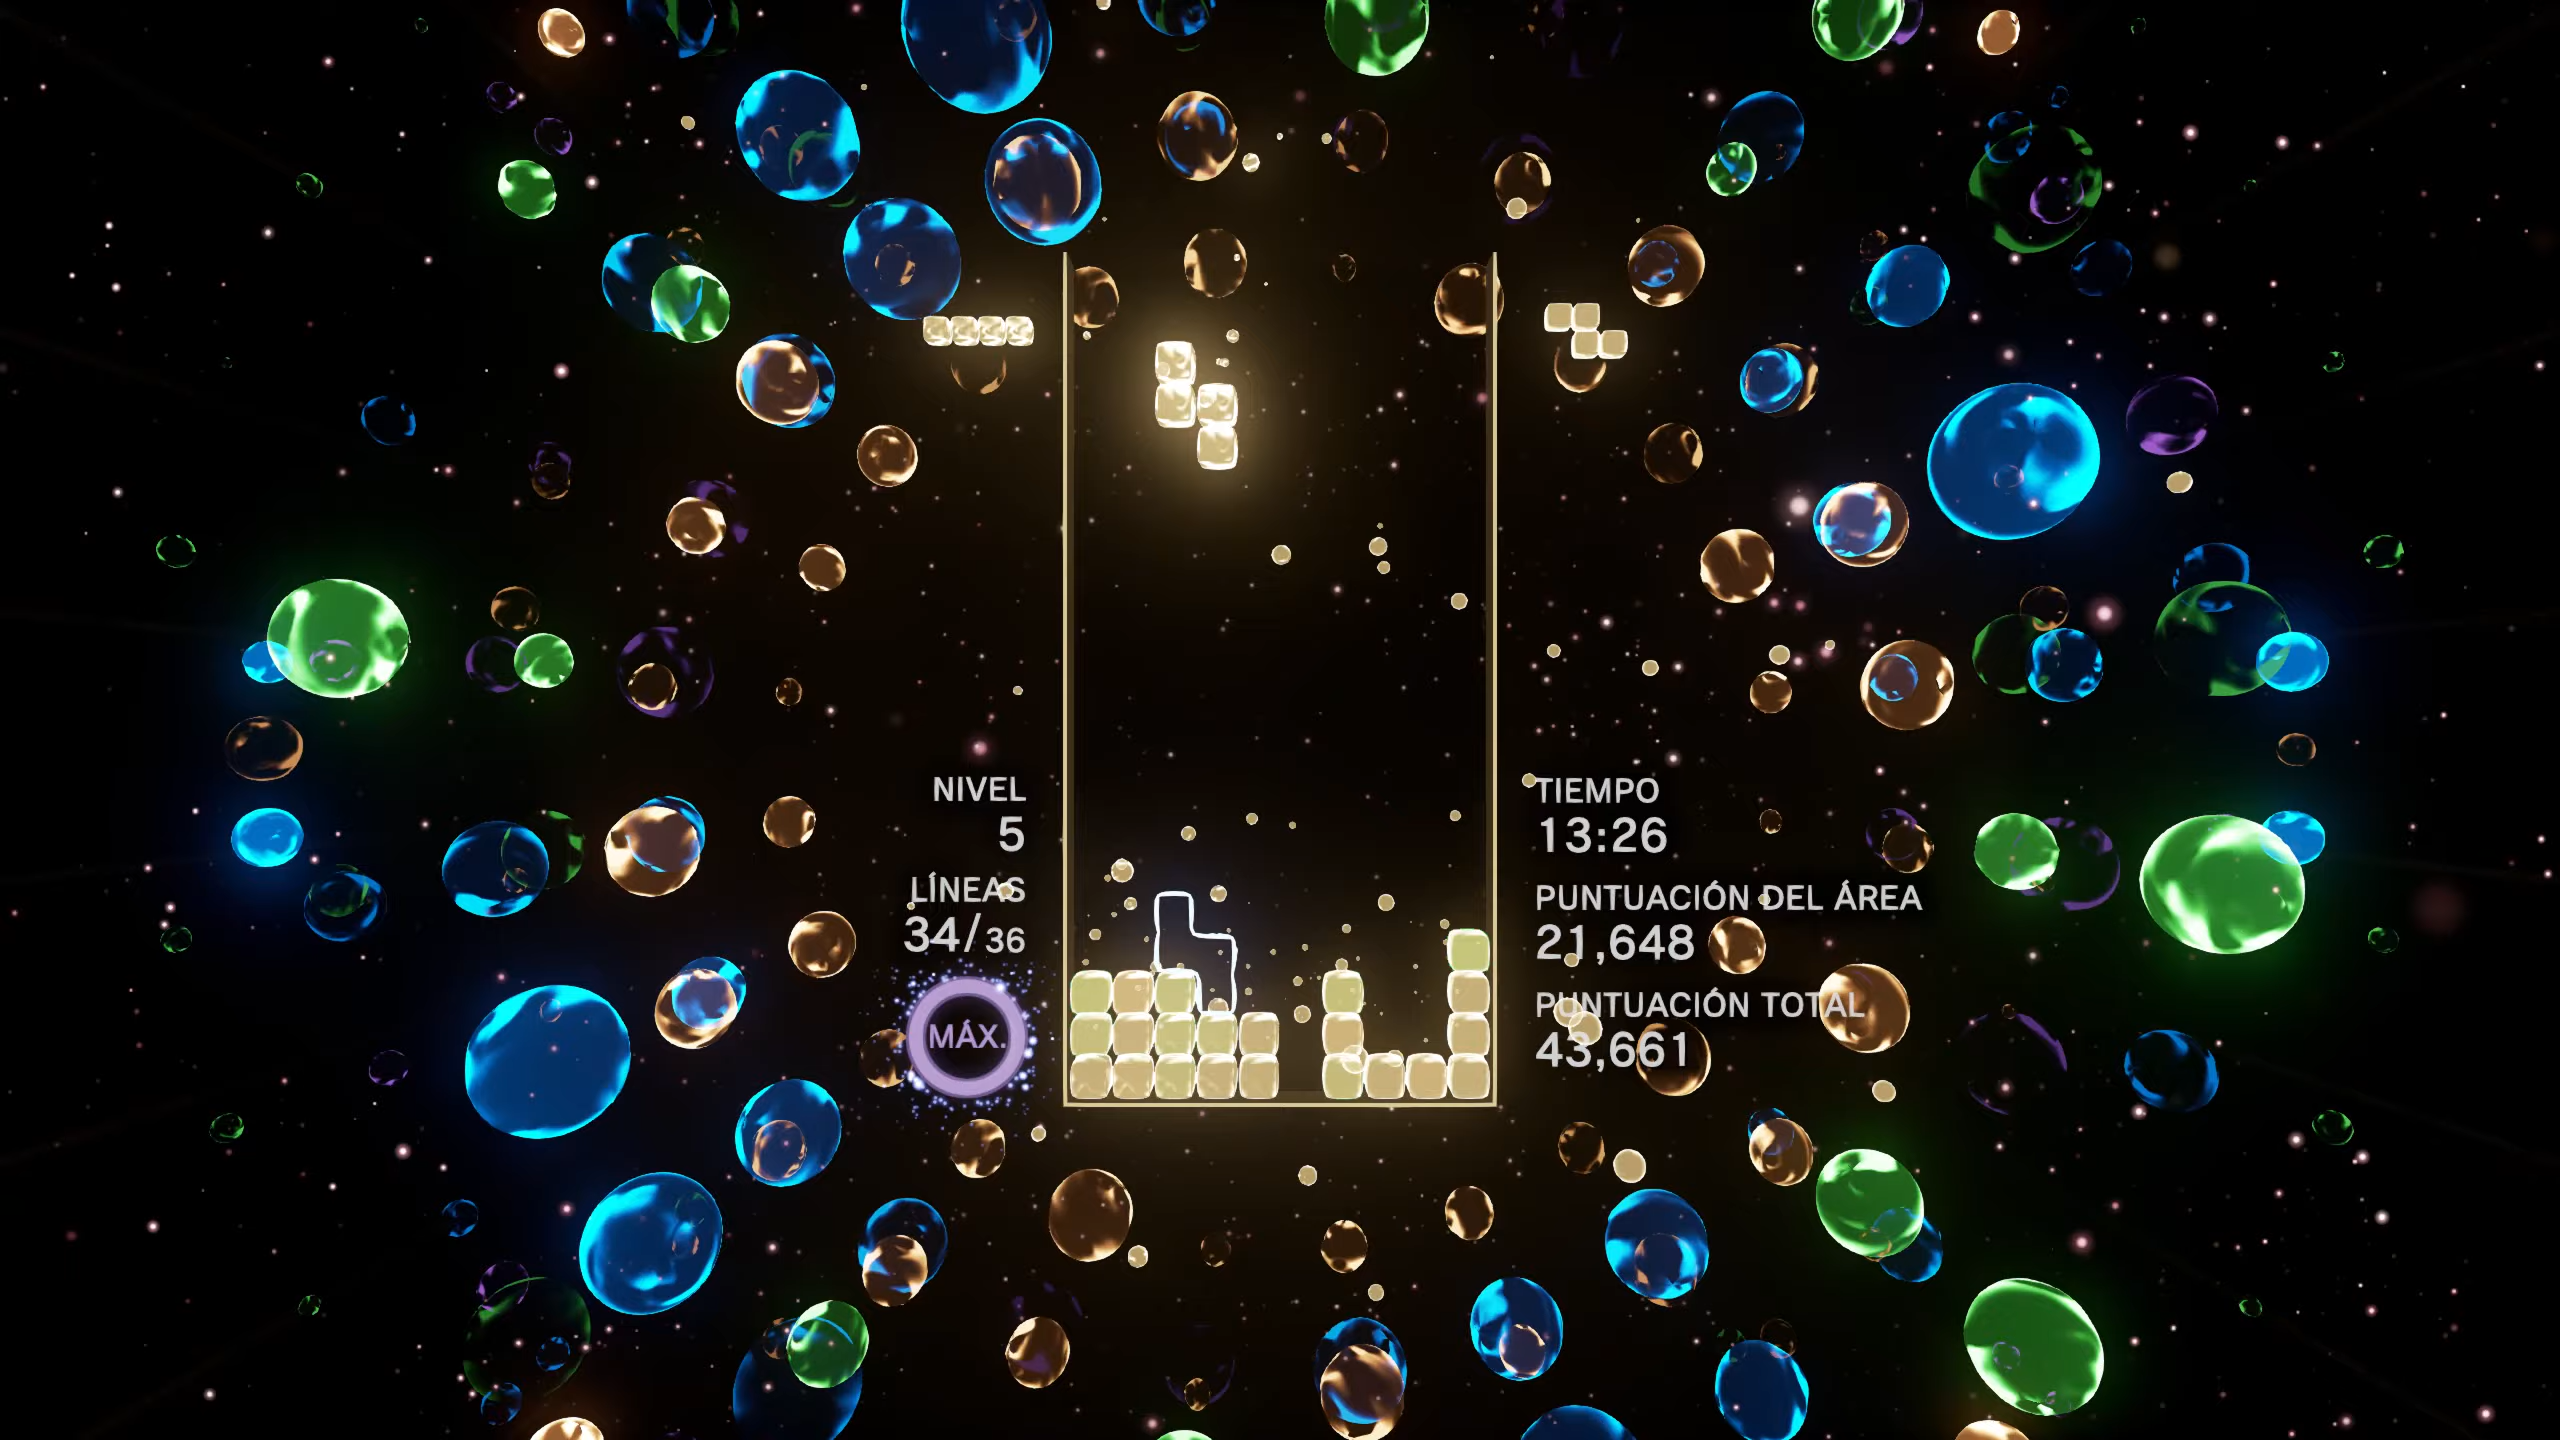 NIVEL
5
LÍNEAS
34/36
MÁX.
TIEMPO
13:26
PUNTUACIÓN DEL ÁREA
21,648
PUNTUACIÓN TOTAL
43,661